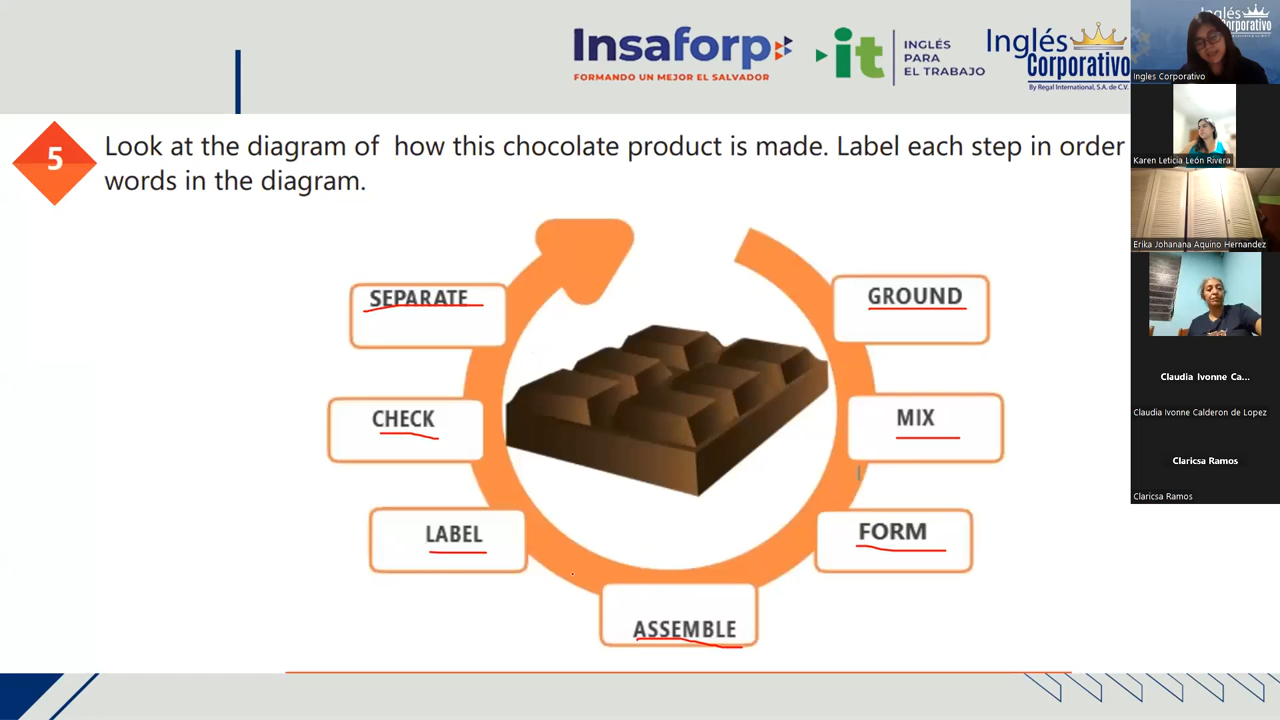 Insaforp
FORMANDO UN MEJOR EL SALVADOR
it
INGLÉS
PARA
EL TRABAJO
Inglés
Corporativo
By Regal International, S.A. de C.V.
5
Look at the diagram of how this chocolate product is made. Label each step in order
words in the diagram.
SEPARATE
GROUND
CHECK
MIX
LABEL
FORM
ASSEMBLE
Inglés
Corporativo
Ingles Corporativo
Karen Leticia León Rivera
Erika Johanana Aquino Hernandez
Claudia Ivonne Ca...
Claudia Ivonne Calderon de Lopez
Claricsa Ramos
Claricsa Ramos